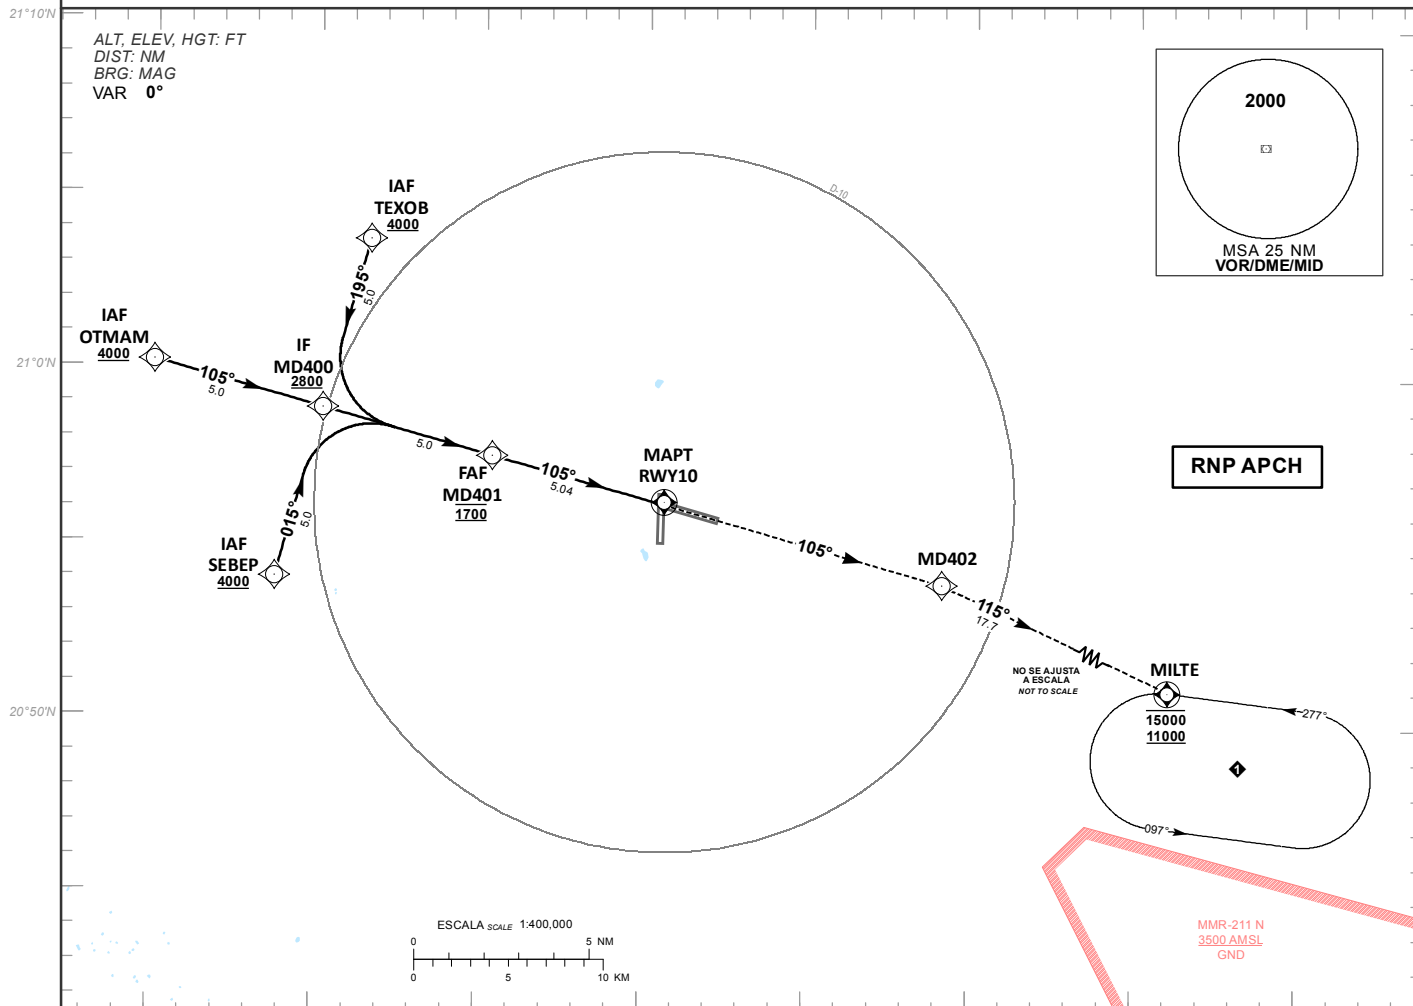 21°10'N
ALT, ELEV, HGT: FT
DIST: NM
BRG: MAG
VAR 0°
2000
MSA 25 NM
VOR/DME/MID
D-10
IAF
TEXOB
4000
195°
5.0
IAF
OTMAM
4000
105°
5.0
21°0'N
IF
MD400
2800
5.0
FAF
MD401
1700
105°
5.04
MAPT
RWY10
RNP APCH
015°
5.0
IAF
SEBEP
4000
105°
MD402
115°
17.7
NO SE AJUSTA
A ESCALA
NOT TO SCALE
MILTE
15000
11000
277°
20°50'N
1
097°
MMR-211 N
3500 AMSL
GND
ESCALA SCALE 1:400,000
0 5 NM
0 5 10 KM